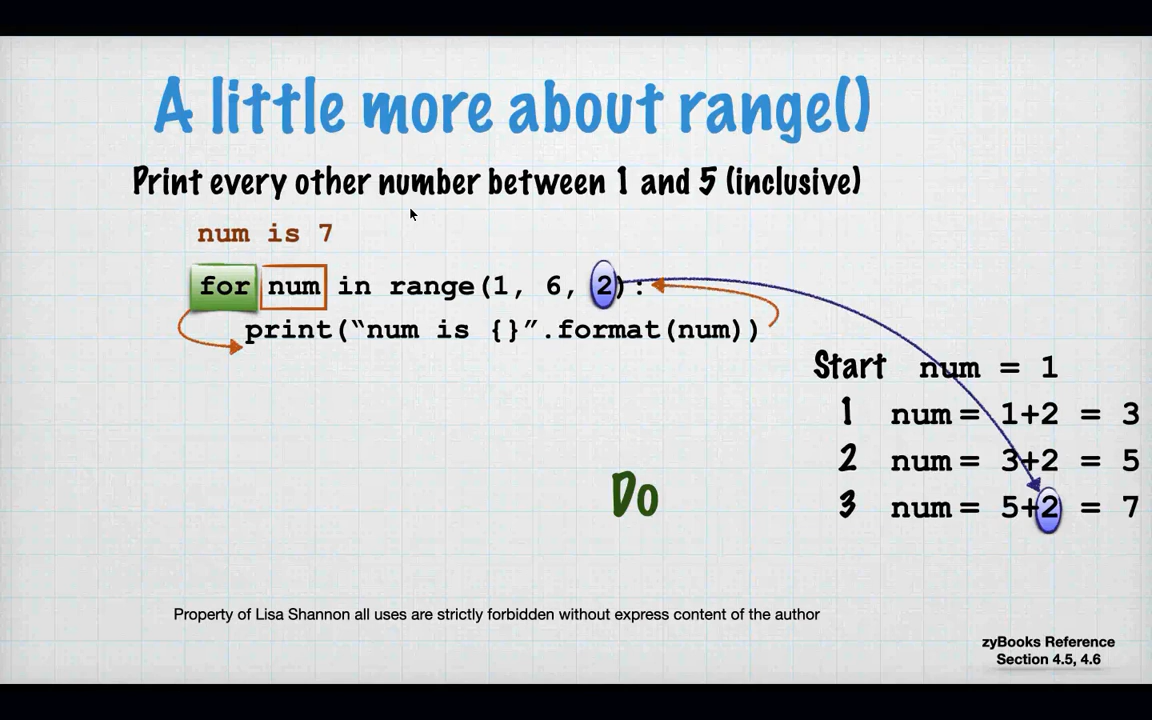 A little more about range()
Print every other number between 1 and 5 (inclusive)
num is 7
for num in range(1, 6, 2):
print(“num is {}”.format(num))
Start num = 1
1 num = 1+2 = 3
2 num = 3+2 = 5
3 num = 5+2 = 7
Do
Property of Lisa Shannon all uses are strictly forbidden without express content of the author
zyBooks Reference
Section 4.5, 4.6